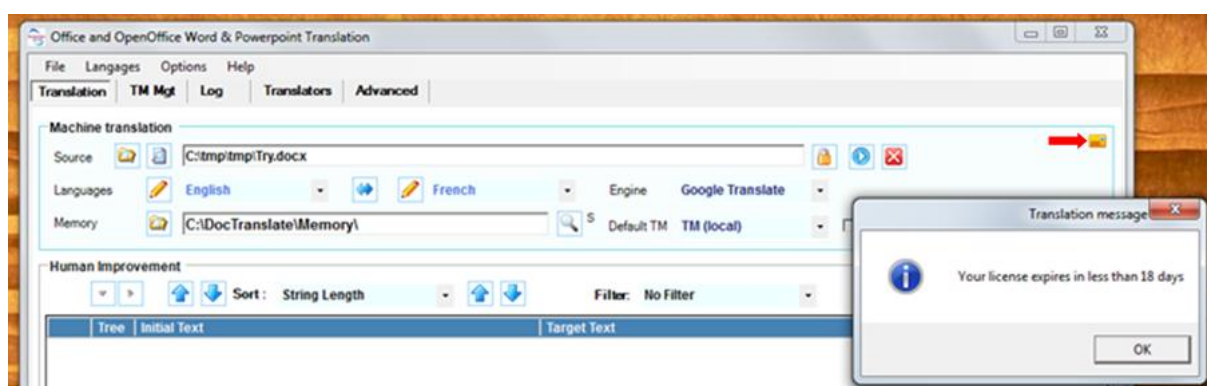 Office and OpenOffice Word & Powerpoint Translation
File Langages Options Help
Translation TM Mgt Log Translators Advanced
Machine translation
Source C:\tmp\tmp\Try.docx
Languages English French Engine Google Translate
Memory C:\DocTranslate\Memory\ S Default TM TM (local)
Translation message
Your license expires in less than 18 days
OK
Human Improvement
Sort : String Length Filter: No Filter
Tree Initial Text Target Text